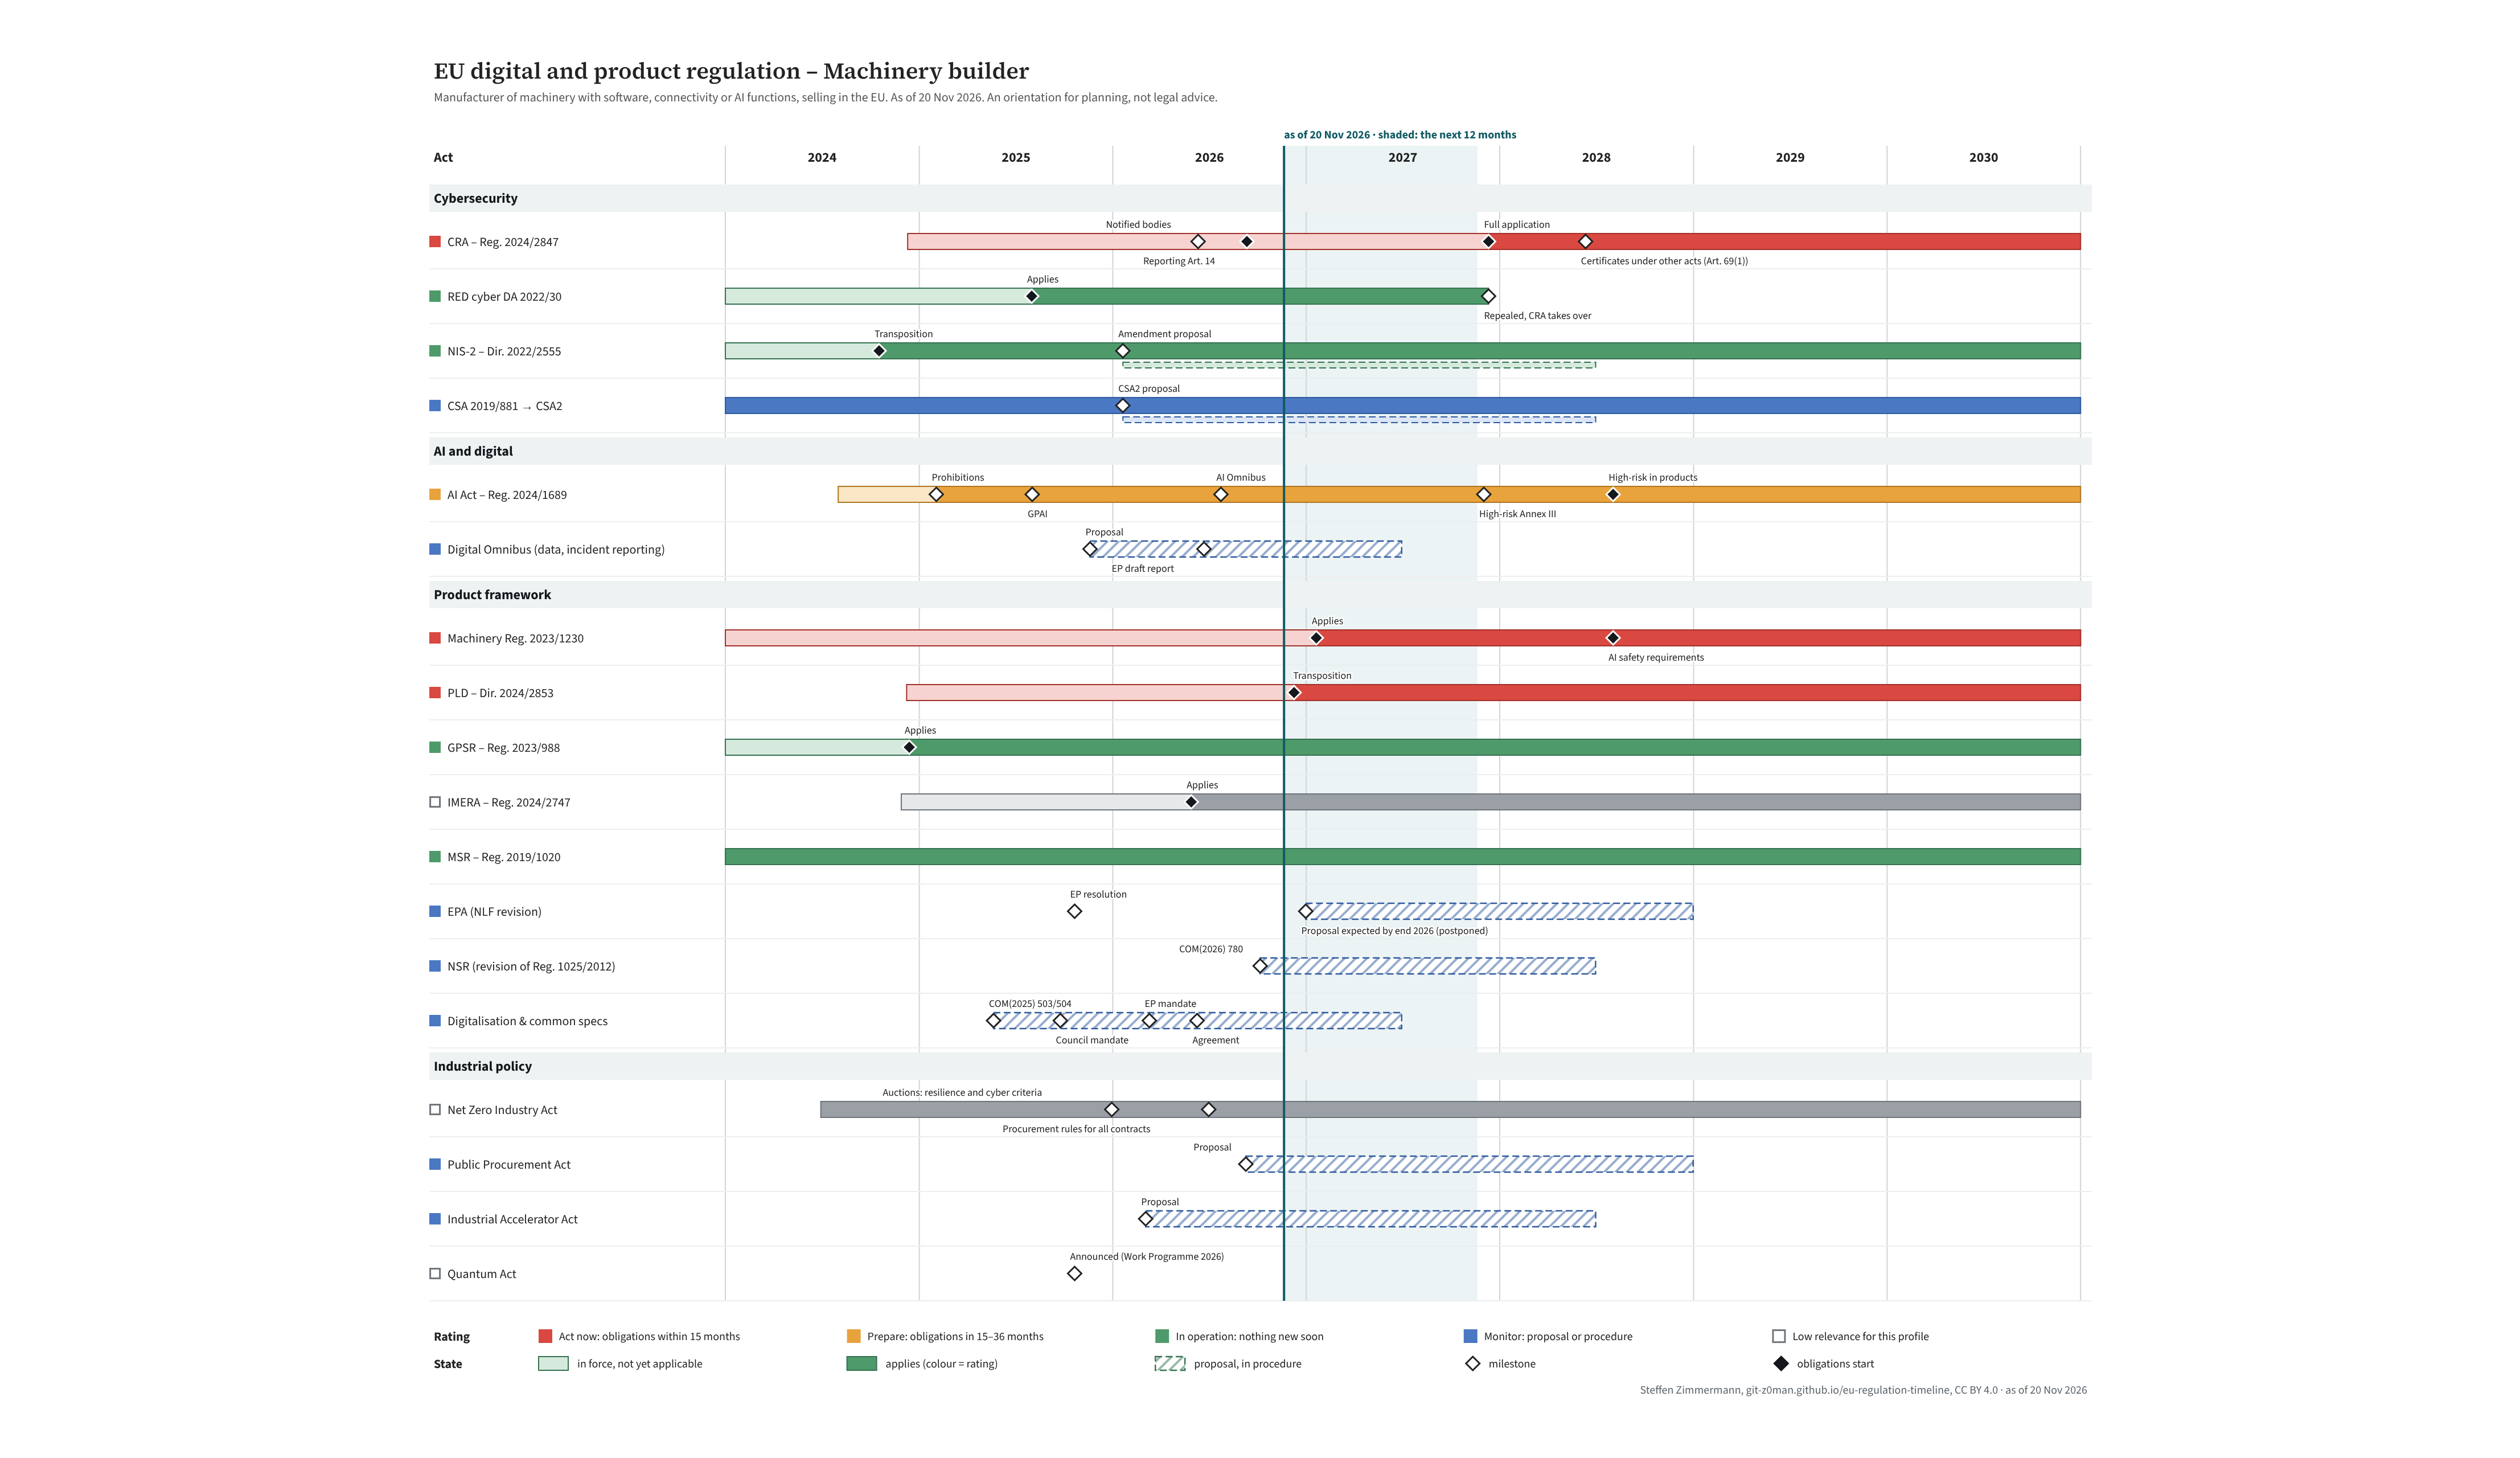 EU digital and product regulation – Machinery builder
Manufacturer of machinery with software, connectivity or AI functions, selling in the EU. As of 20 Nov 2026. An orientation for planning, not legal advice.
as of 20 Nov 2026 · shaded: the next 12 months
Act 2024 2025 2026 2027 2028 2029 2030
Cybersecurity
Notified bodies Full application
CRA – Reg. 2024/2847
Reporting Art. 14 Certificates under other acts (Art. 69(1))
Applies
RED cyber DA 2022/30
Repealed, CRA takes over
Transposition Amendment proposal
NIS-2 – Dir. 2022/2555
CSA2 proposal
CSA 2019/881 → CSA2
AI and digital
Prohibitions AI Omnibus High-risk in products
AI Act – Reg. 2024/1689
GPAI High-risk Annex III
Proposal
Digital Omnibus (data, incident reporting)
EP draft report
Product framework
Applies
Machinery Reg. 2023/1230
AI safety requirements
Transposition
PLD – Dir. 2024/2853
Applies
GPSR – Reg. 2023/988
Applies
IMERA – Reg. 2024/2747
MSR – Reg. 2019/1020
EP resolution
EPA (NLF revision)
Proposal expected by end 2026 (postponed)
COM(2026) 780
NSR (revision of Reg. 1025/2012)
COM(2025) 503/504 EP mandate
Digitalisation & common specs
Council mandate Agreement
Industrial policy
Auctions: resilience and cyber criteria
Net Zero Industry Act
Procurement rules for all contracts
Proposal
Public Procurement Act
Proposal
Industrial Accelerator Act
Announced (Work Programme 2026)
Quantum Act
Rating Act now: obligations within 15 months Prepare: obligations in 15–36 months In operation: nothing new soon Monitor: proposal or procedure Low relevance for this profile
State in force, not yet applicable applies (colour = rating) proposal, in procedure milestone obligations start
Steffen Zimmermann, git-z0man.github.io/eu-regulation-timeline, CC BY 4.0 · as of 20 Nov 2026